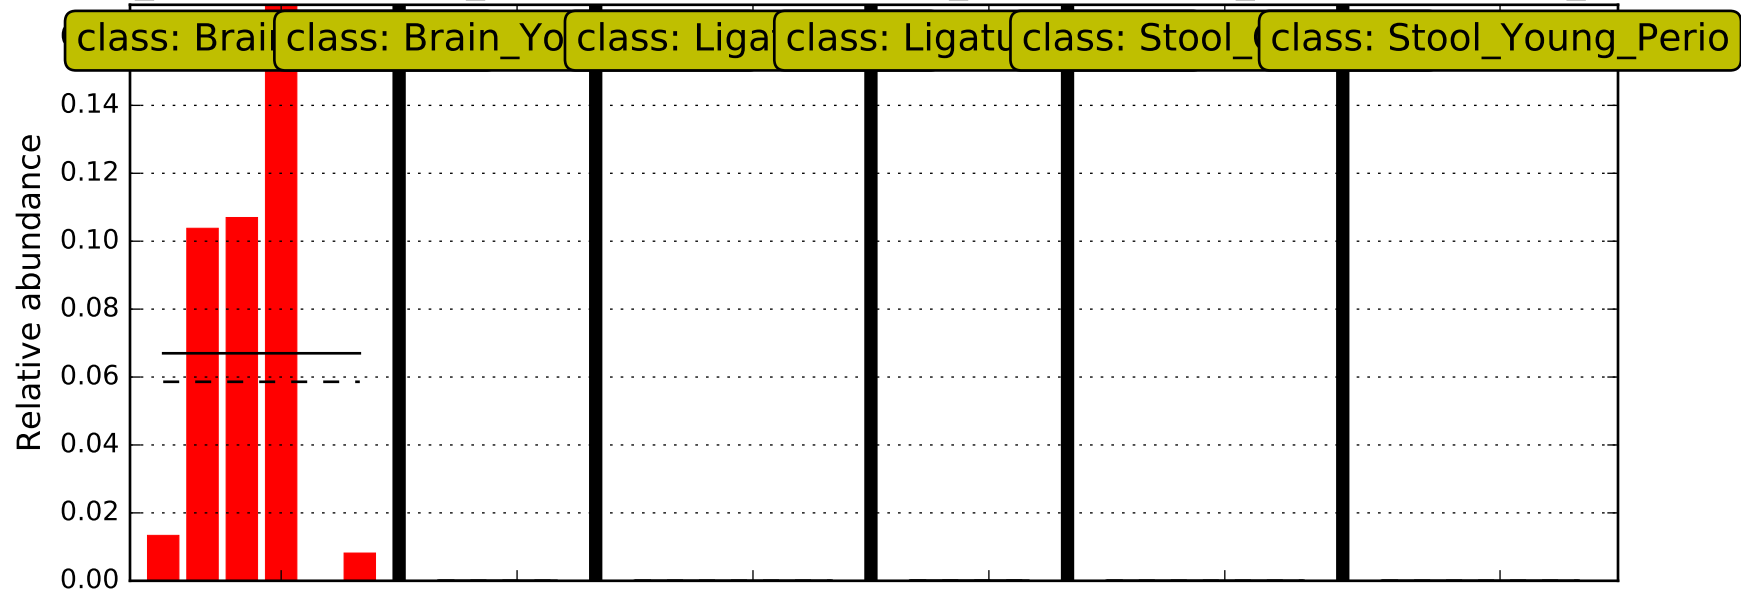 class: Brai
class: Brain_Yo
class: Liga
class: Ligatu
class: Stool_
class: Stool_Young_Perio
0.14
0.12
0.10
0.08
0.06
0.04
0.02
0.00
Relative abundance